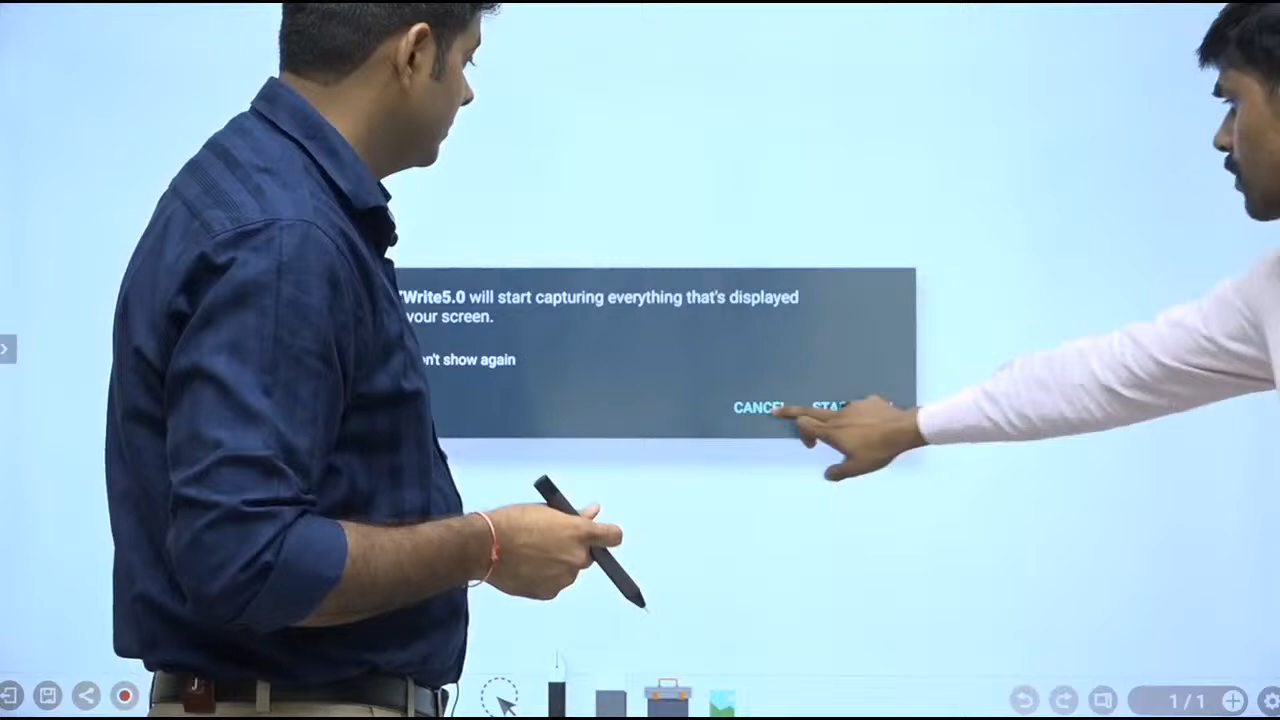 Write5.0 will start capturing everything that's displayed
your screen.
show again
CANCEL
1/1